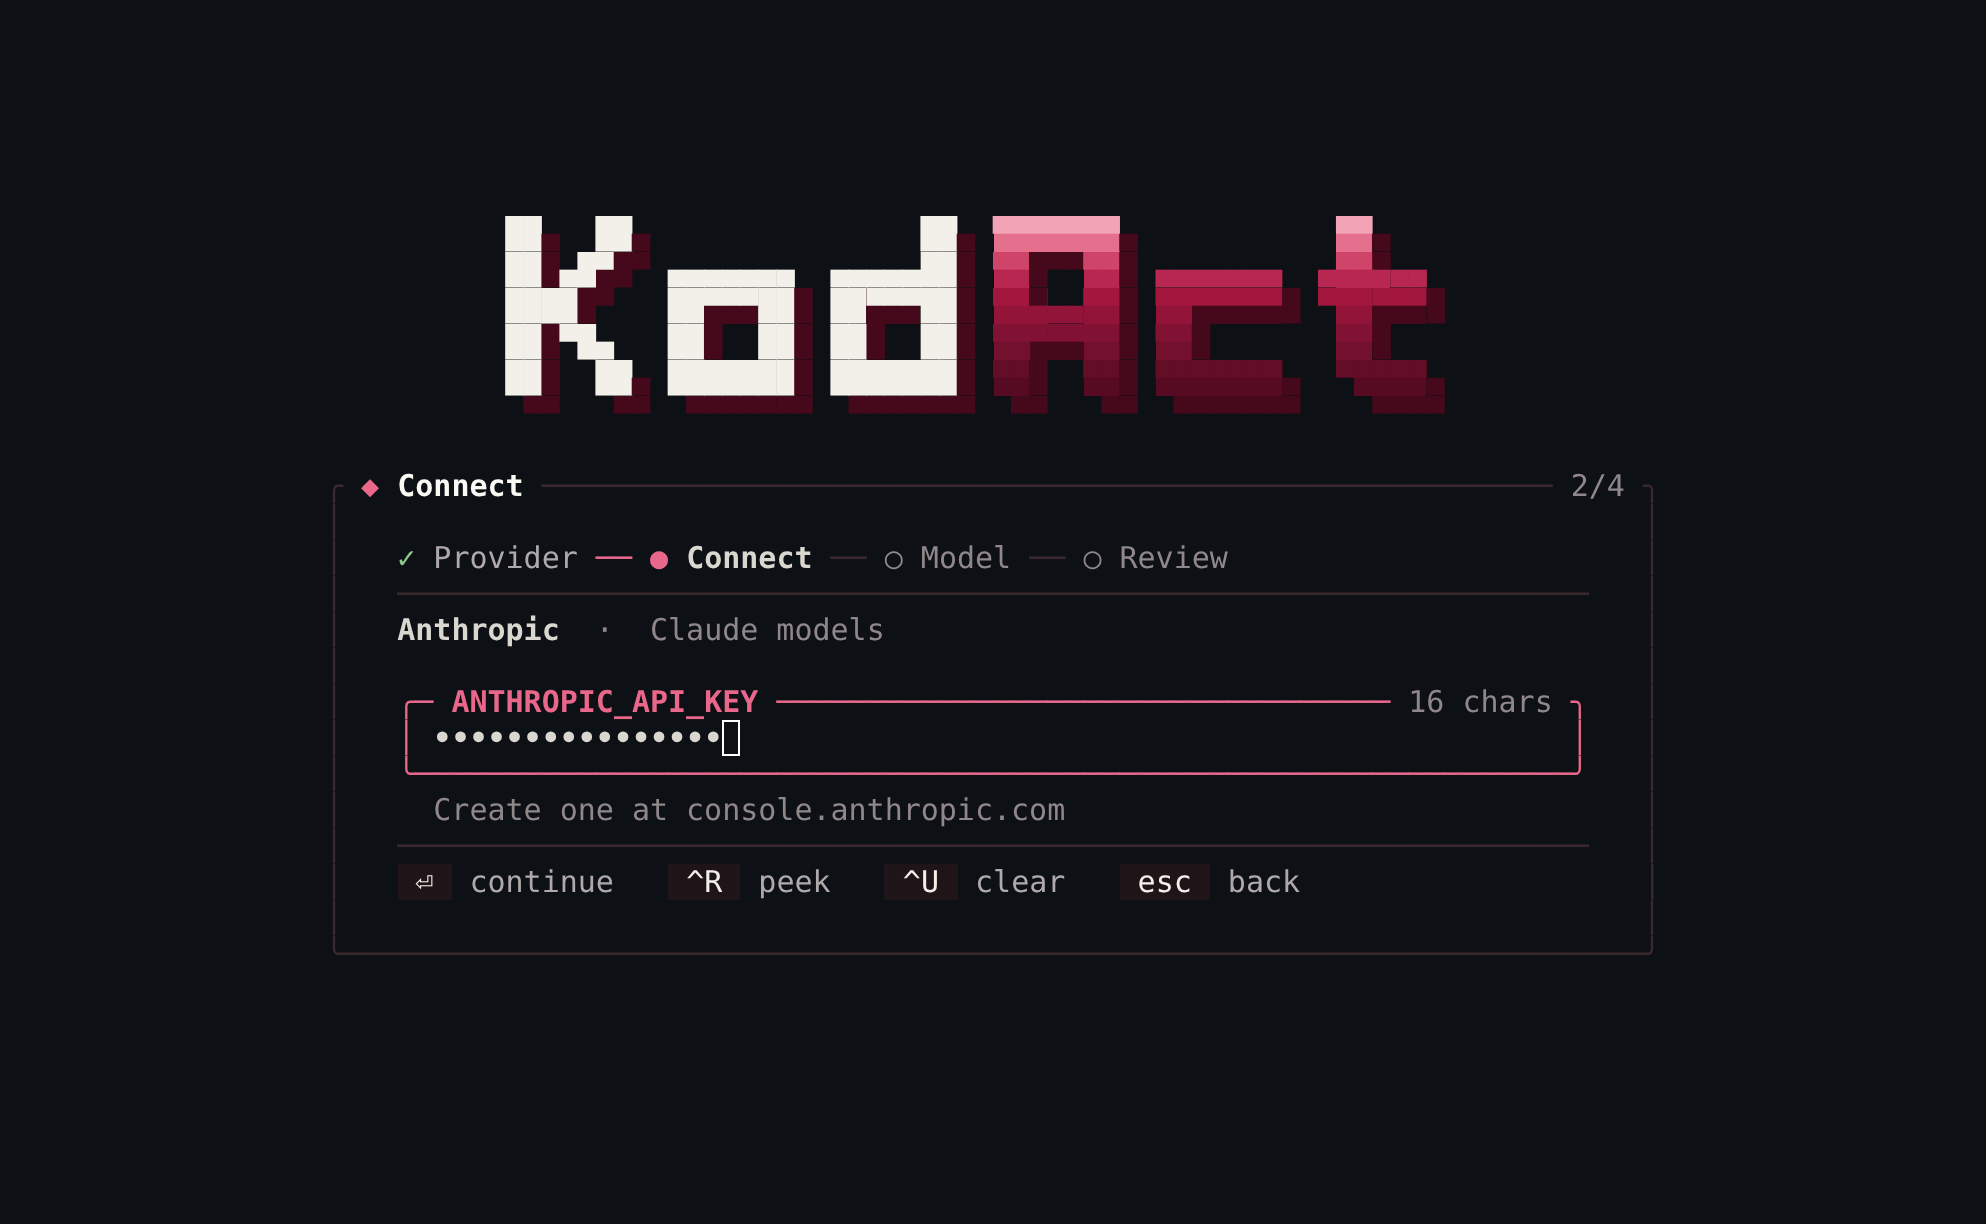 KodAct
◆ Connect 2/4
✓ Provider ── ● Connect ── ○ Model ── ○ Review
Anthropic · Claude models
ANTHROPIC_API_KEY 16 chars
••••••••••••••••
Create one at console.anthropic.com
⏎ continue ^R peek ^U clear esc back